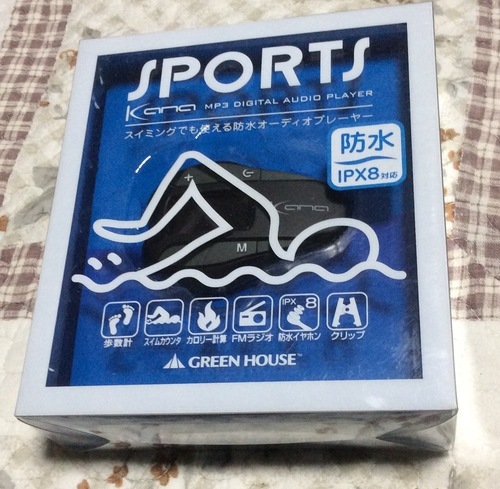 SPORTS
Kana MP3 DIGITAL AUDIO PLAYER
スイミングでも使える防水オーディオプレーヤー
防水
IPX8対応
+
Kana
M
IPX 8
歩数計 スイムカウンタ カロリー計算 FMラジオ 防水イヤホン クリップ
GREEN HOUSE™